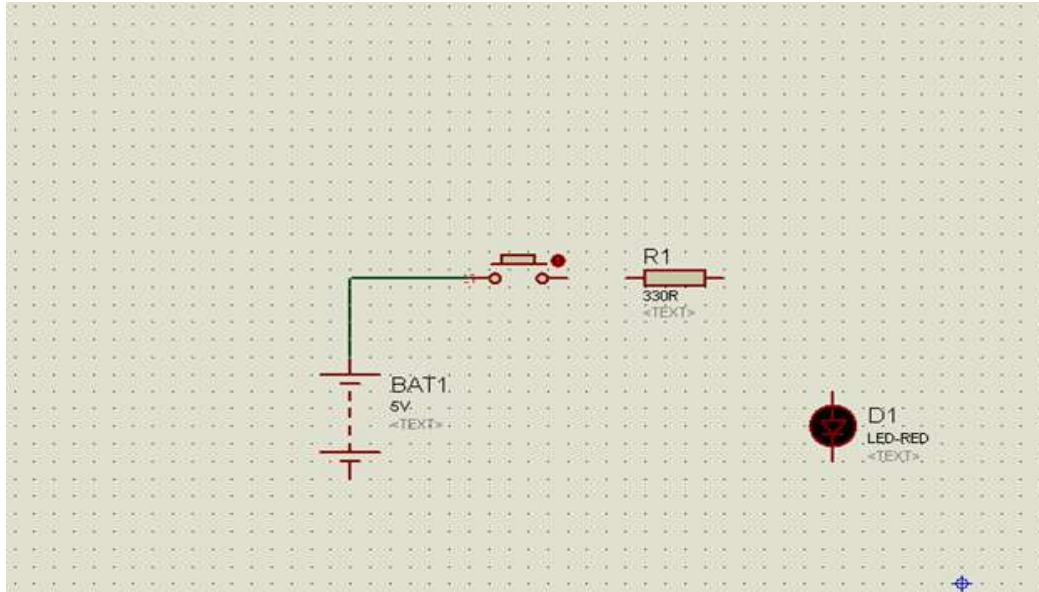 R1
330R
<TEXT>
BAT1
5V
<TEXT>
D1
LED-RED
<TEXT>